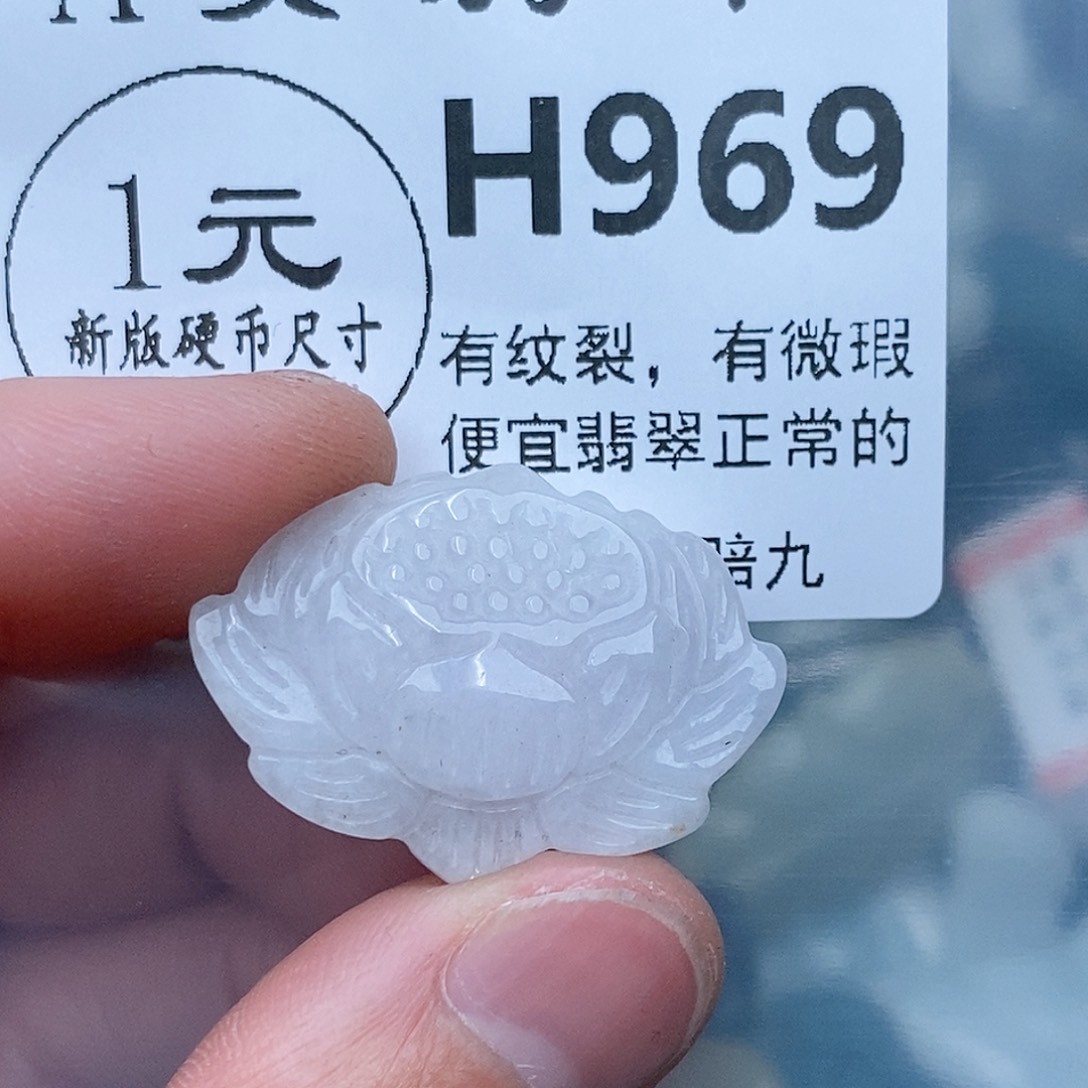 H969
1元
新版硬币尺寸
有纹裂，有微瑕
便宜翡翠正常的
赔九